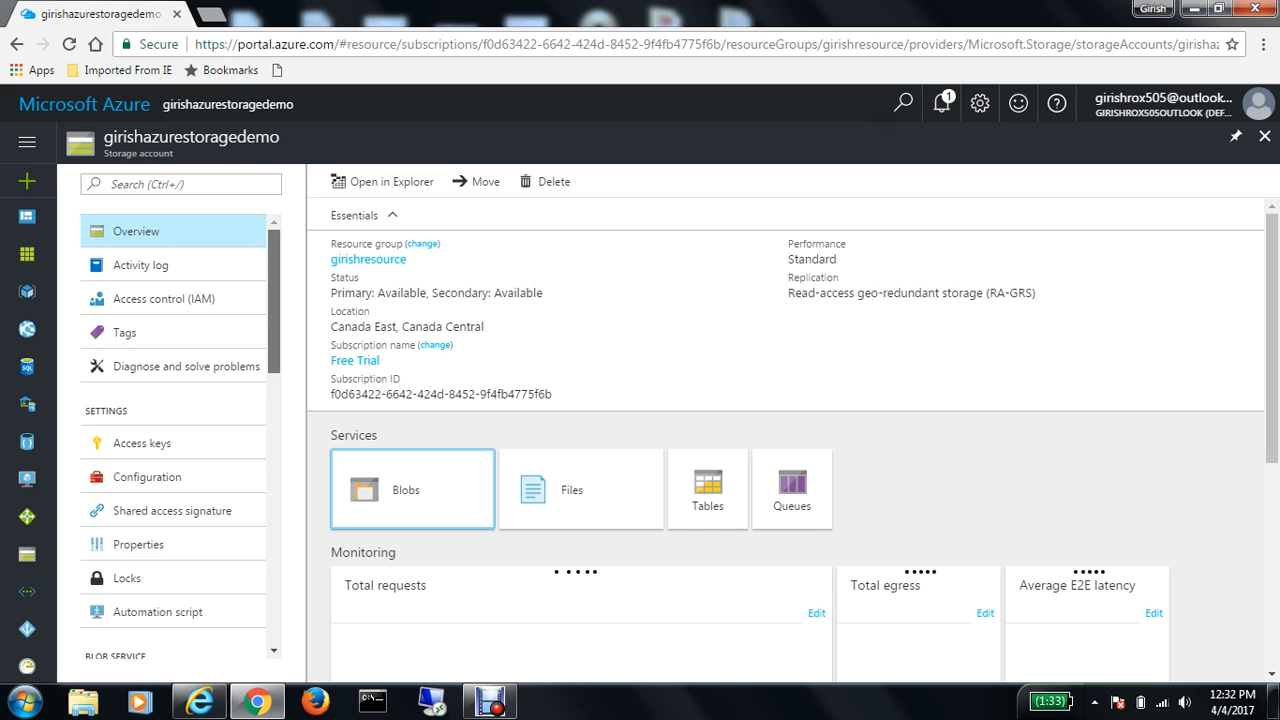 girishazurestoragedemo
Girish
Secure https://portal.azure.com/#resource/subscriptions/f0d63422-6642-424d-8452-9f4fb4775f6b/resourceGroups/girishresource/providers/Microsoft.Storage/storageAccounts/girisha
Apps Imported From IE Bookmarks
Microsoft Azure girishazurestoragedemo
1
girishrox505@outlook...
GIRISHROX505OUTLOOK (DEF...
girishazurestoragedemo
Storage account
Search (Ctrl+/)
Overview
Activity log
Access control (IAM)
Tags
Diagnose and solve problems
SETTINGS
Access keys
Configuration
Shared access signature
Properties
Locks
Automation script
BLOB SERVICE
Open in Explorer Move Delete
Essentials
Resource group (change)
girishresource
Status
Primary: Available, Secondary: Available
Location
Canada East, Canada Central
Subscription name (change)
Free Trial
Subscription ID
f0d63422-6642-424d-8452-9f4fb4775f6b
Performance
Standard
Replication
Read-access geo-redundant storage (RA-GRS)
Services
Blobs
Files
Tables
Queues
Monitoring
Total requests
Edit
Total egress
Edit
Average E2E latency
Edit
SQL
(1:33)
12:32 PM
4/4/2017